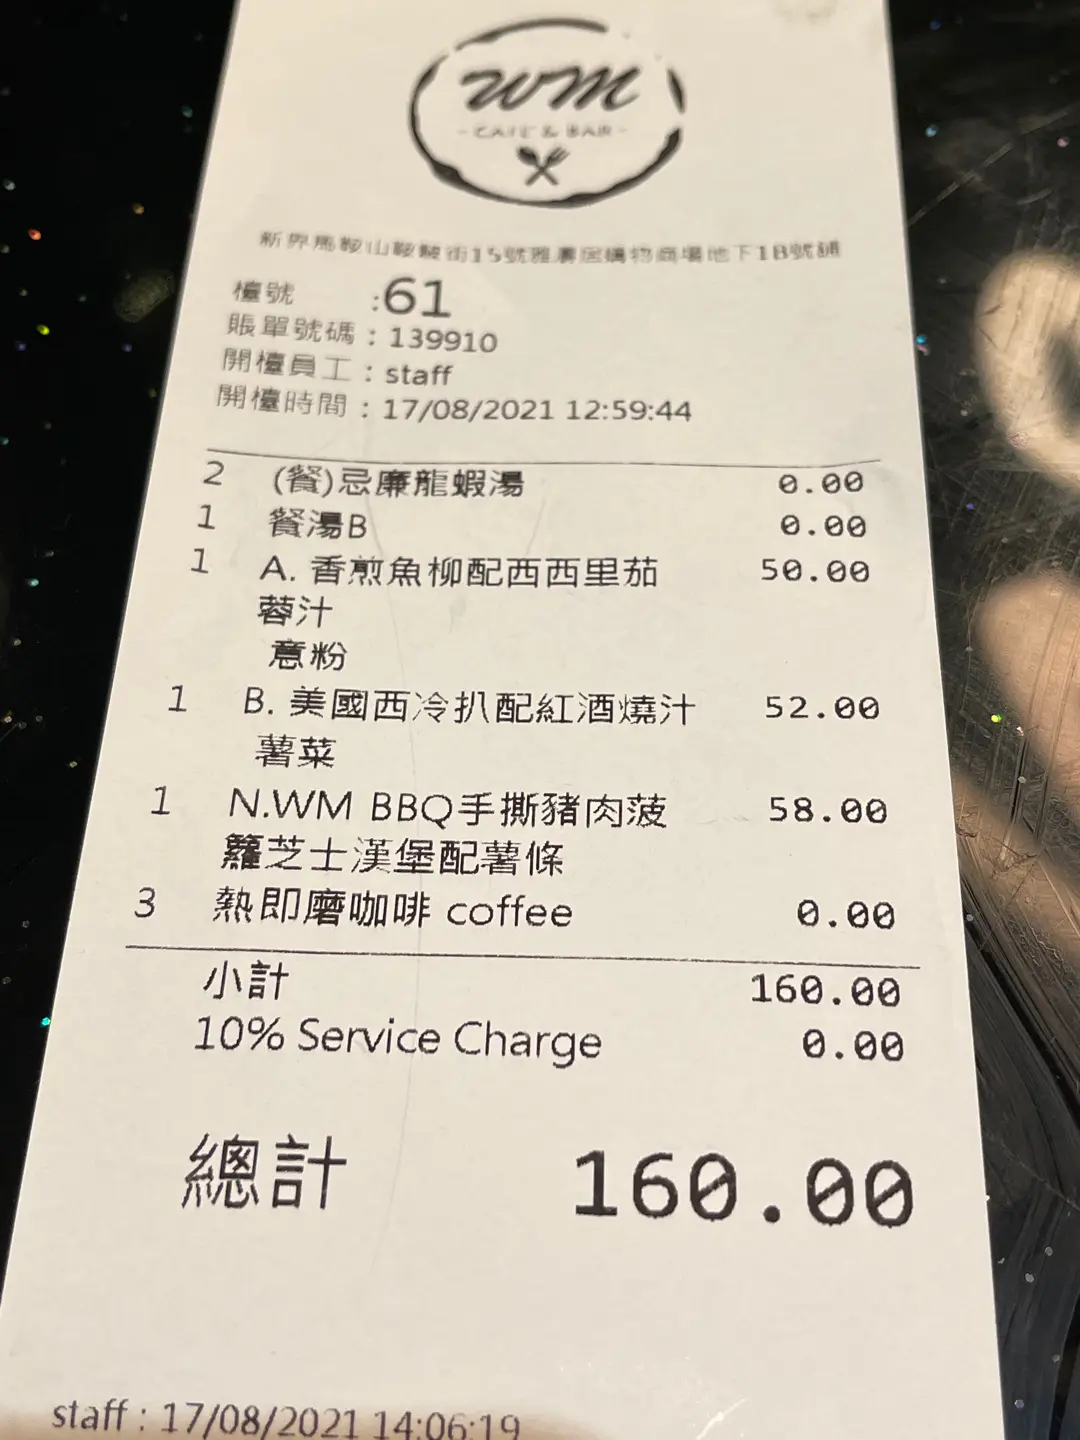 WM
- CAFE & BAR -
新界馬鞍山鞍駿街15號雅濤居購物商場地下1B號舖
檯號 :61
賬單號碼 : 139910
開檯員工 : staff
開檯時間 : 17/08/2021 12:59:44
2 (餐)忌廉龍蝦湯 0.00
1 餐湯B 0.00
1 A. 香煎魚柳配西西里茄 50.00
蓉汁
意粉
1 B. 美國西冷扒配紅酒燒汁 52.00
薯菜
1 N.WM BBQ手撕豬肉菠 58.00
籮芝士漢堡配薯條
3 熱即磨咖啡 coffee 0.00
小計 160.00
10% Service Charge 0.00
總計 160.00
staff : 17/08/2021 14:06:19